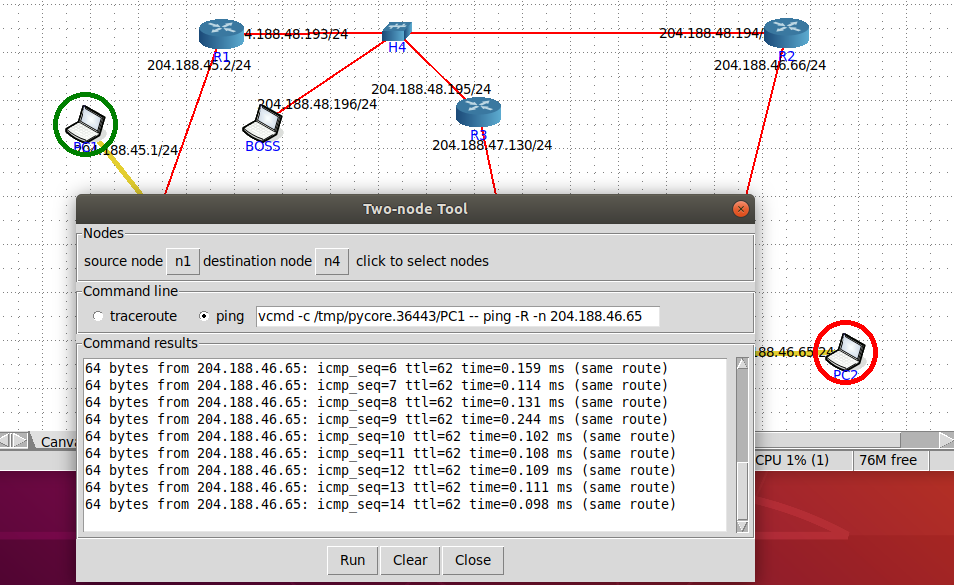 4.188.48.193/24
204.188.48.194/
H4
R1
R2
204.188.45.2/24
204.188.46.66/24
204.188.48.195/24
204.188.48.196/24
R3
204.188.47.130/24
BOSS
PC1
204.188.45.1/24
Two-node Tool
Nodes
source node n1 destination node n4 click to select nodes
Command line
traceroute ping vcmd -c /tmp/pycore.36443/PC1 -- ping -R -n 204.188.46.65
Command results
64 bytes from 204.188.46.65: icmp_seq=6 ttl=62 time=0.159 ms (same route)
64 bytes from 204.188.46.65: icmp_seq=7 ttl=62 time=0.114 ms (same route)
64 bytes from 204.188.46.65: icmp_seq=8 ttl=62 time=0.131 ms (same route)
64 bytes from 204.188.46.65: icmp_seq=9 ttl=62 time=0.244 ms (same route)
64 bytes from 204.188.46.65: icmp_seq=10 ttl=62 time=0.102 ms (same route)
64 bytes from 204.188.46.65: icmp_seq=11 ttl=62 time=0.108 ms (same route)
64 bytes from 204.188.46.65: icmp_seq=12 ttl=62 time=0.109 ms (same route)
64 bytes from 204.188.46.65: icmp_seq=13 ttl=62 time=0.111 ms (same route)
64 bytes from 204.188.46.65: icmp_seq=14 ttl=62 time=0.098 ms (same route)
Run Clear Close
88.46.65/24
PC2
Canva
CPU 1% (1) 76M free